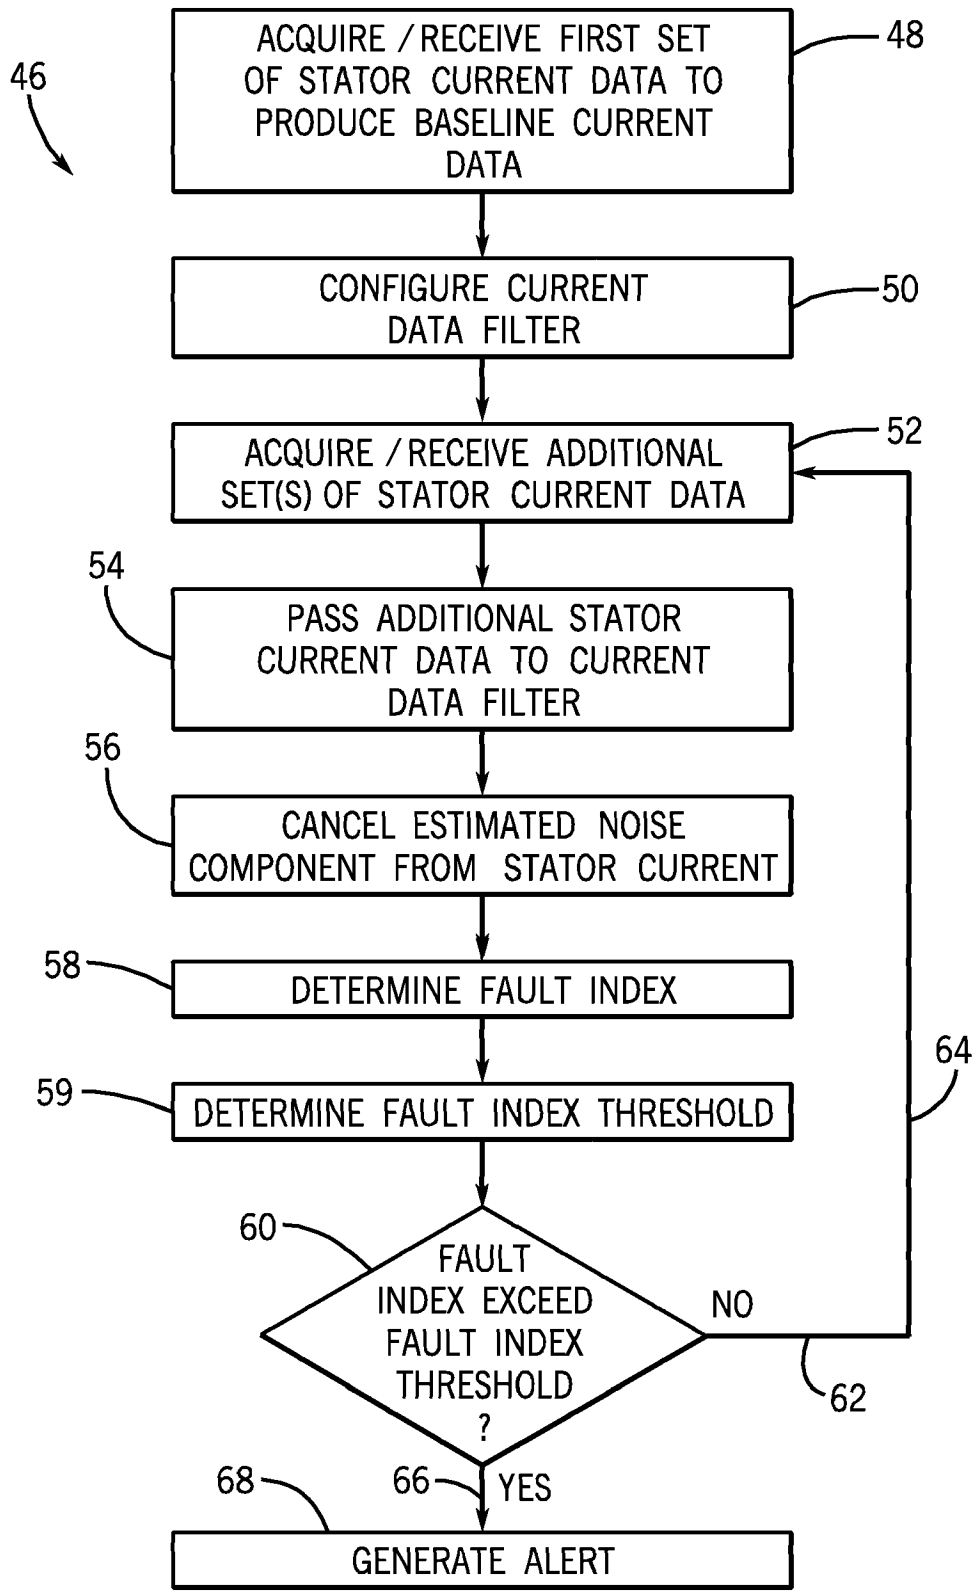 46
ACQUIRE / RECEIVE FIRST SET
OF STATOR CURRENT DATA TO
PRODUCE BASELINE CURRENT
DATA
48
CONFIGURE CURRENT
DATA FILTER
50
ACQUIRE / RECEIVE ADDITIONAL
SET(S) OF STATOR CURRENT DATA
52
54
PASS ADDITIONAL STATOR
CURRENT DATA TO CURRENT
DATA FILTER
56
CANCEL ESTIMATED NOISE
COMPONENT FROM STATOR CURRENT
58
DETERMINE FAULT INDEX
59
DETERMINE FAULT INDEX THRESHOLD
64
60
FAULT
INDEX EXCEED
FAULT INDEX
THRESHOLD
?
NO
62
66
YES
68
GENERATE ALERT